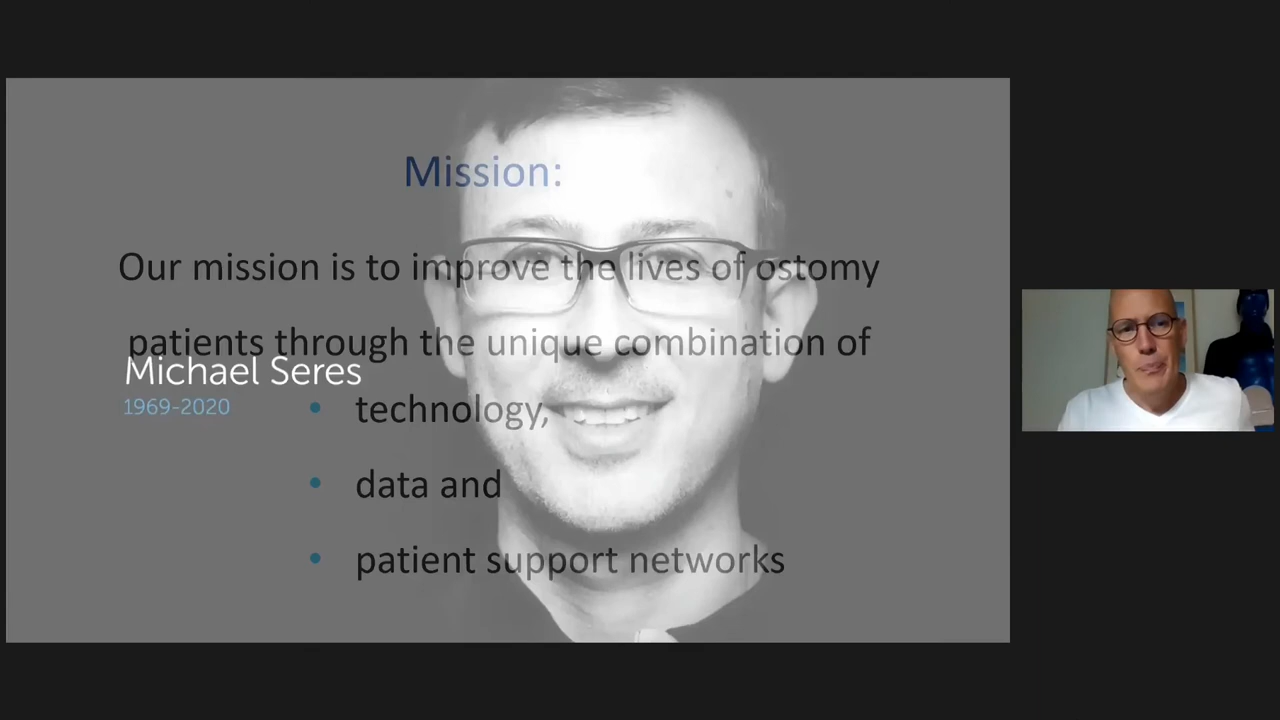 Mission:
Our mission is to improve the lives of ostomy
patients through the unique combination of
Michael Seres
1969-2020
• technology,
• data and
• patient support networks